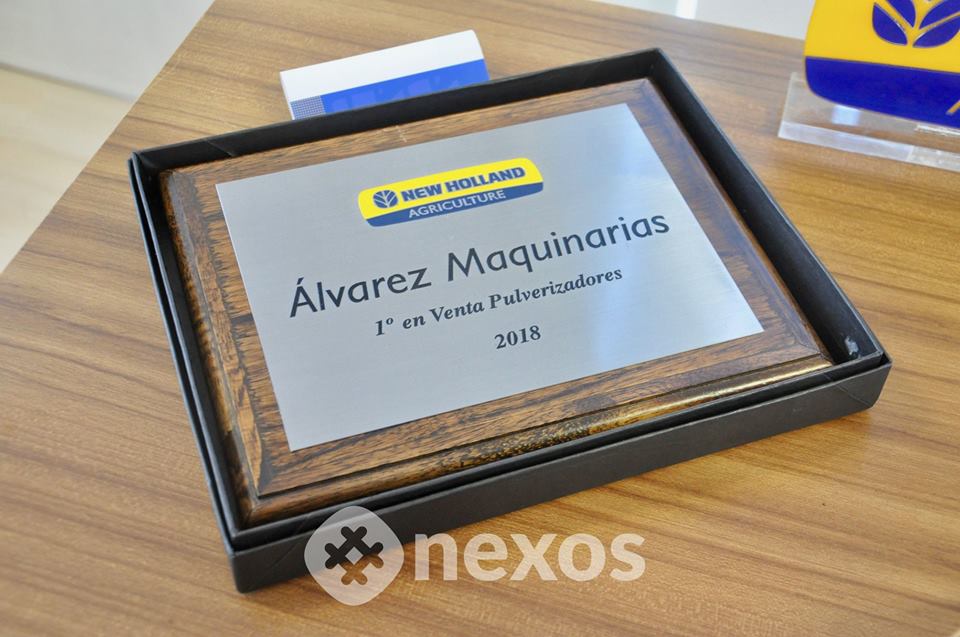 NEW HOLLAND
AGRICULTURE
Álvarez Maquinarias
1º en Venta Pulverizadores
2018
nexos